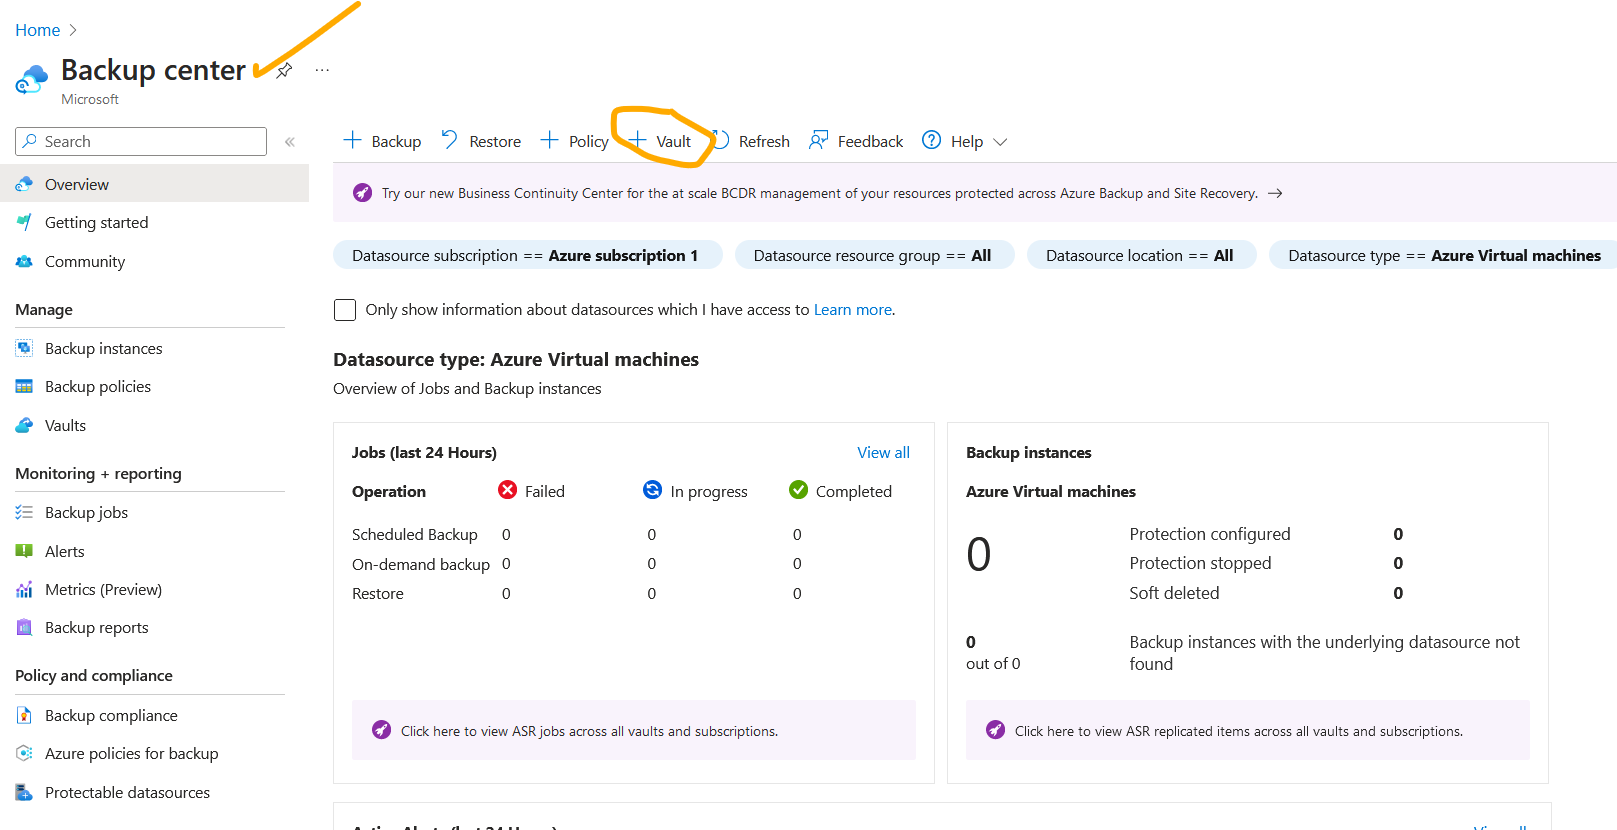 Home
Backup center
Microsoft
Search
Backup Restore Policy Vault Refresh Feedback Help
Overview
Getting started
Community
Manage
Backup instances
Backup policies
Vaults
Monitoring + reporting
Backup jobs
Alerts
Metrics (Preview)
Backup reports
Policy and compliance
Backup compliance
Azure policies for backup
Protectable datasources
Try our new Business Continuity Center for the at scale BCDR management of your resources protected across Azure Backup and Site Recovery. →
Datasource subscription == Azure subscription 1 Datasource resource group == All Datasource location == All Datasource type == Azure Virtual machines
Only show information about datasources which I have access to Learn more.
Datasource type: Azure Virtual machines
Overview of Jobs and Backup instances
Jobs (last 24 Hours) View all
Operation Failed In progress Completed
Scheduled Backup 0 0 0
On-demand backup 0 0 0
Restore 0 0 0
Click here to view ASR jobs across all vaults and subscriptions.
Backup instances
Azure Virtual machines
0
Protection configured 0
Protection stopped 0
Soft deleted 0
0
out of 0
Backup instances with the underlying datasource not
found
Click here to view ASR replicated items across all vaults and subscriptions.
Active Alerts (last 24 Hours) View all